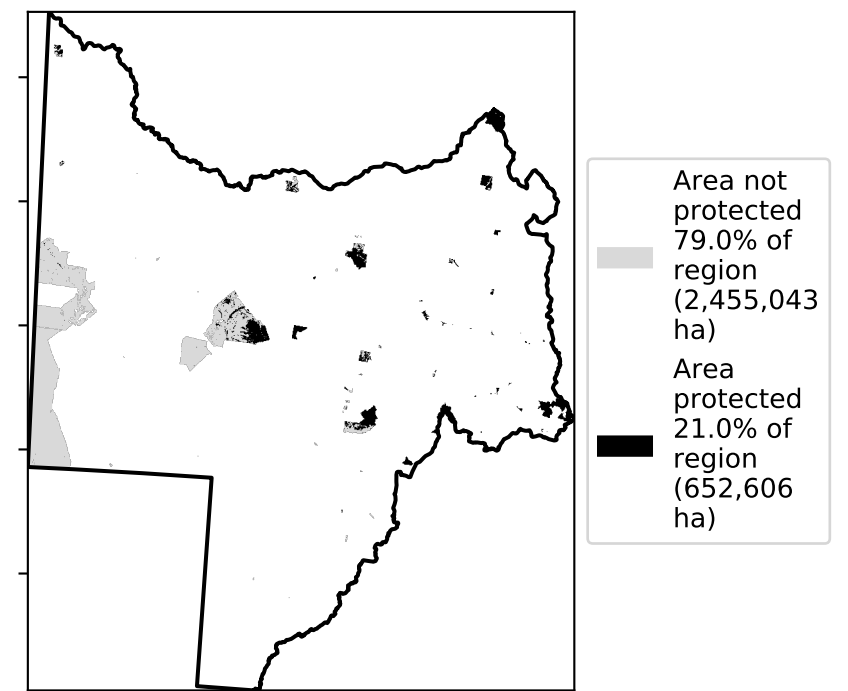 Area not
protected
79.0% of
region
(2,455,043
ha)
Area
protected
21.0% of
region
(652,606
ha)